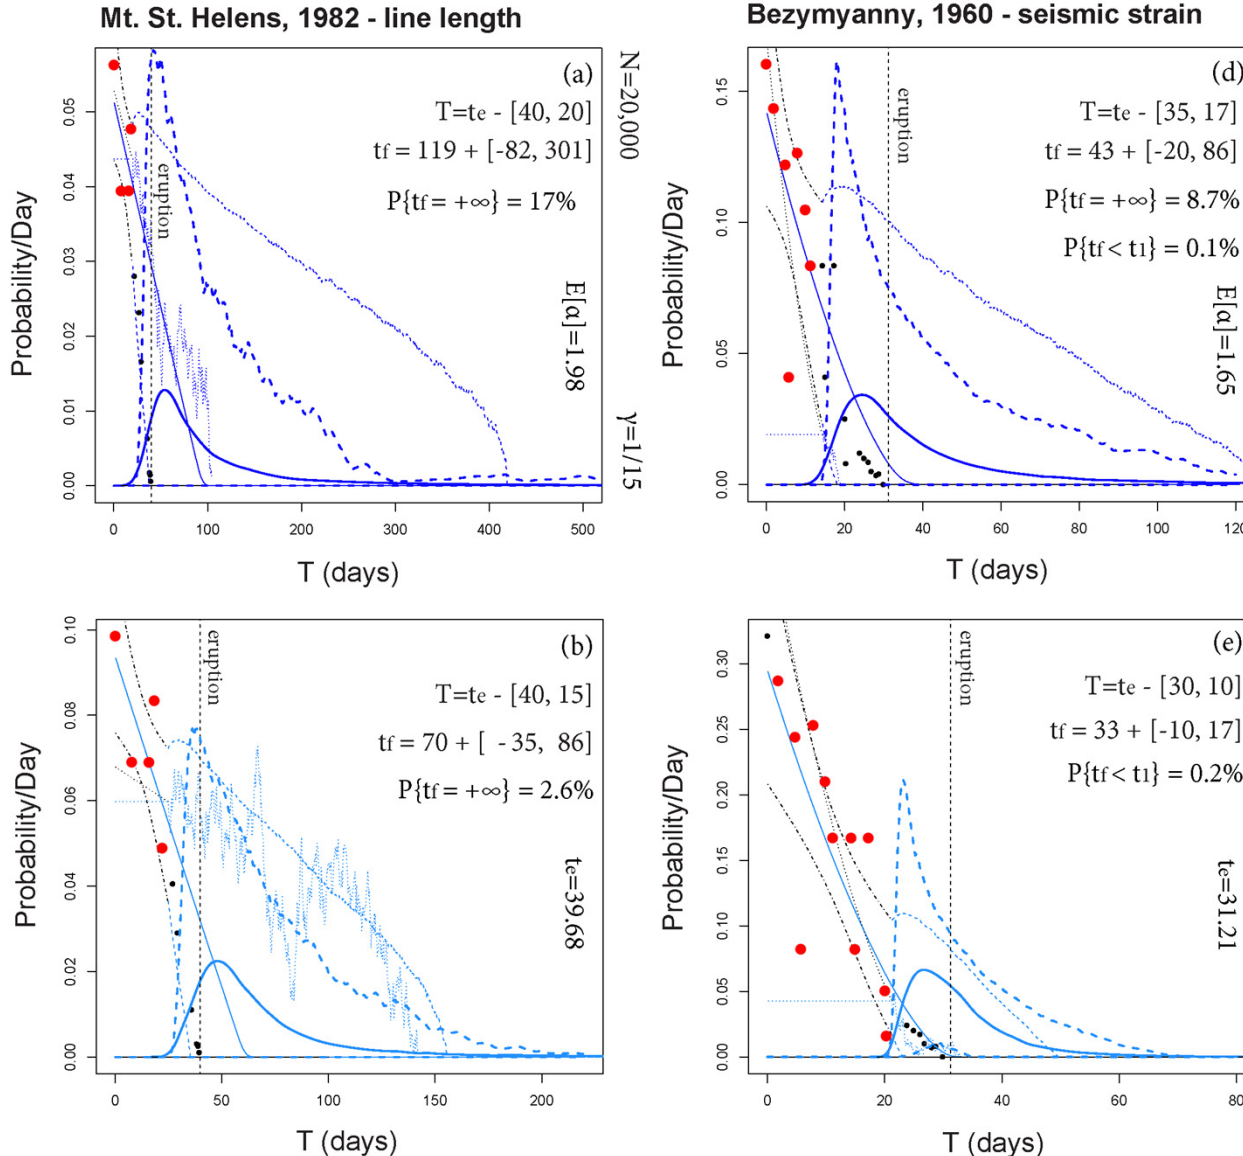 Mt. St. Helens, 1982 - line length
Bezymyanny, 1960 - seismic strain
(a)
T=te - [40, 20]
tf = 119 + [-82, 301]
P{tf = +∞} = 17%
eruption
Probability/Day
0.00
0.01
0.02
0.03
0.04
0.05
0
100
200
300
400
500
T (days)
N=20,000
E[α]=1.98
γ=1/15
(d)
T=te - [35, 17]
tf = 43 + [-20, 86]
P{tf = +∞} = 8.7%
P{tf < t1} = 0.1%
eruption
Probability/Day
0.00
0.05
0.10
0.15
0
20
40
60
80
100
120
T (days)
E[α]=1.65
(b)
T=te - [40, 15]
tf = 70 + [ -35, 86]
P{tf = +∞} = 2.6%
eruption
Probability/Day
0.00
0.02
0.04
0.06
0.08
0.10
0
50
100
150
200
T (days)
te=39.68
(e)
T=te - [30, 10]
tf = 33 + [-10, 17]
P{tf < t1} = 0.2%
eruption
Probability/Day
0.00
0.05
0.10
0.15
0.20
0.25
0.30
0
20
40
60
80
T (days)
te=31.21